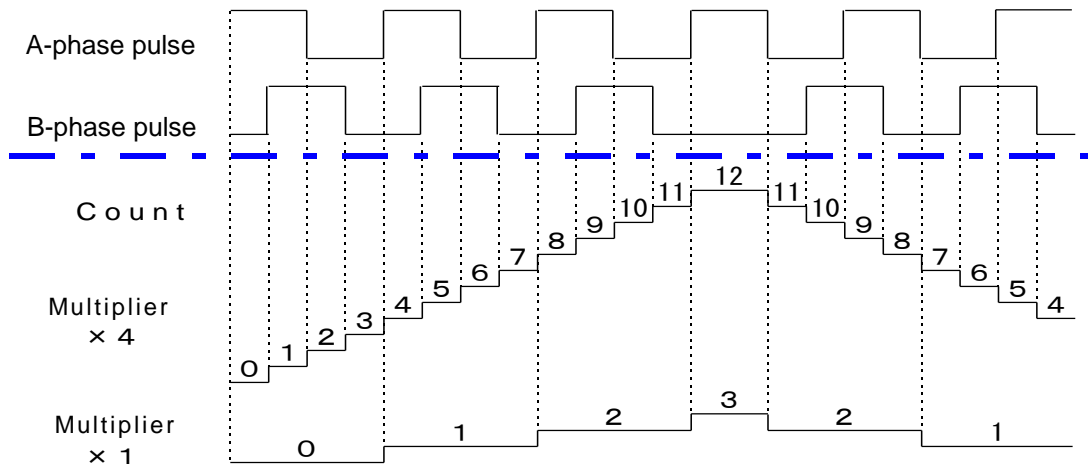 A-phase pulse
B-phase pulse
Count
Multiplier
× 4
0 1 2 3 4 5 6 7 8 9 10 11 12 11 10 9 8 7 6 5 4
Multiplier
× 1
0 1 2 3 2 1